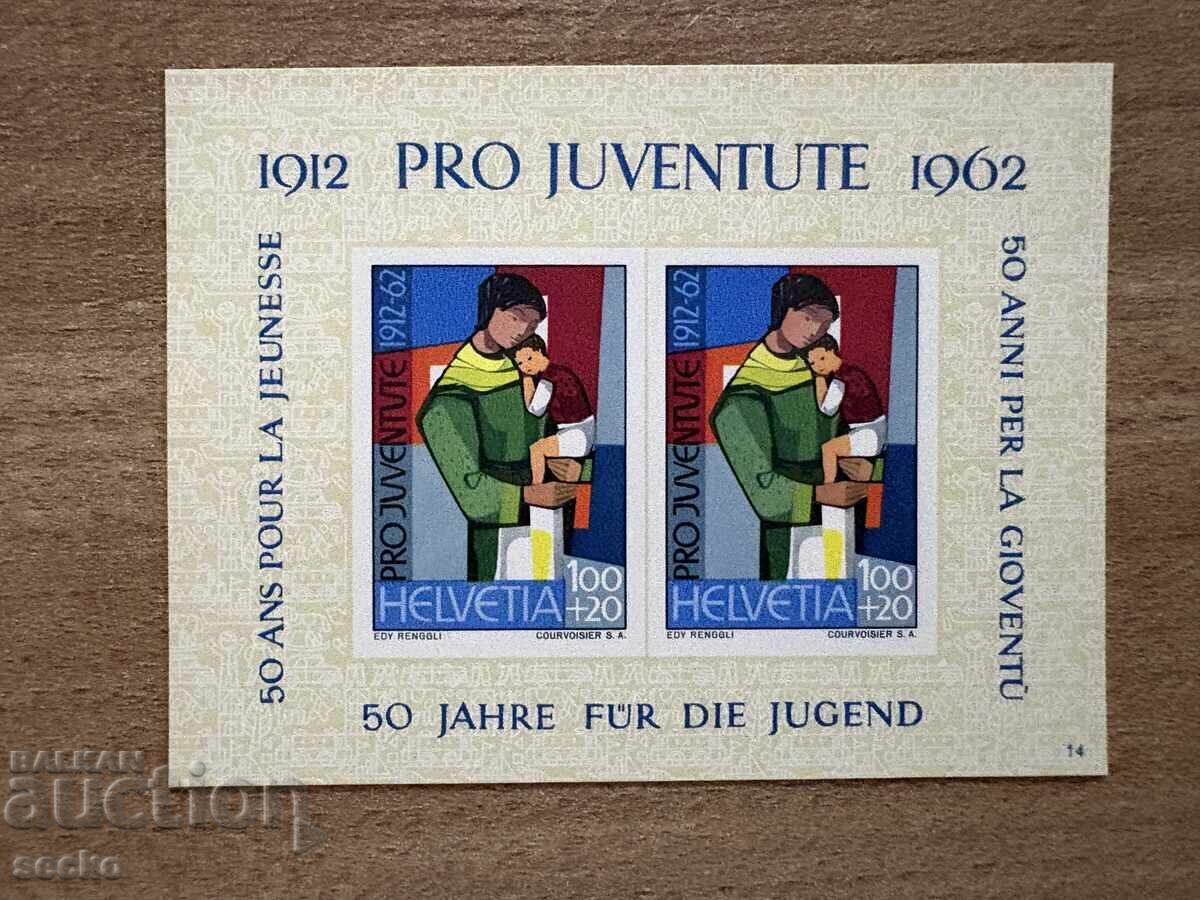 1912 PRO JUVENTUTE 1962
50 ANS POUR LA JEUNESSE
50 ANNI PER LA GIOVENTÙ
PRO JUVENTUTE 1912-62
100
+20
HELVETIA
EDY RENGGLI COURVOISIER S. A.
PRO JUVENTUTE 1912-62
100
+20
HELVETIA
EDY RENGGLI COURVOISIER S. A.
50 JAHRE FÜR DIE JUGEND
14
BALKAN
auction
secko